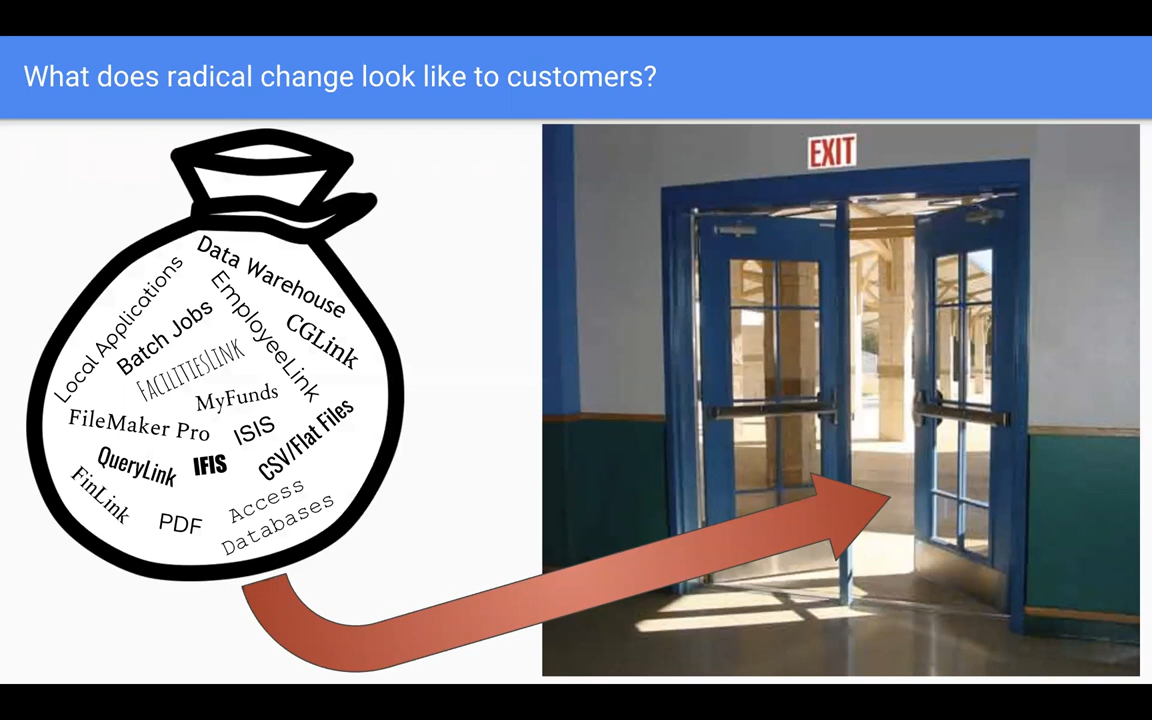 What does radical change look like to customers?
EXIT
Data Warehouse
Local Applications
EmployeeLink
Batch Jobs
CGLink
FACILITIESLINK
MyFunds
FileMaker Pro
ISIS
CSV/Flat Files
QueryLink
IFIS
FinLink
PDF
Access
Databases